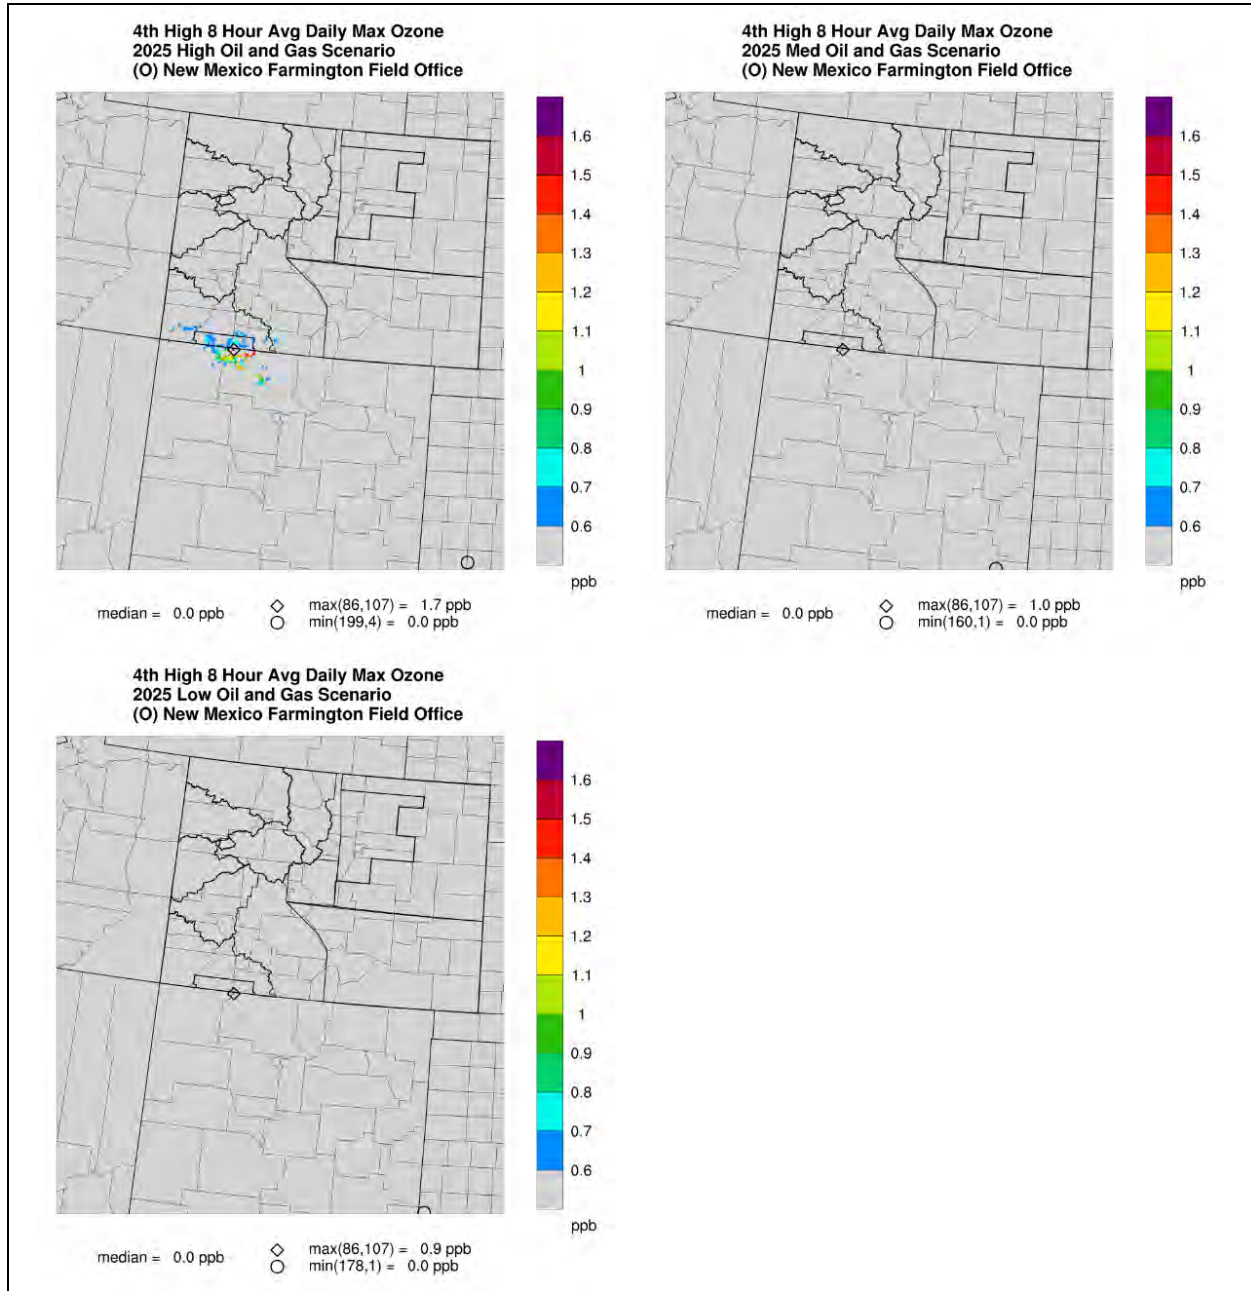 4th High 8 Hour Avg Daily Max Ozone
2025 High Oil and Gas Scenario
(O) New Mexico Farmington Field Office
1.6
1.5
1.4
1.3
1.2
1.1
1
0.9
0.8
0.7
0.6
ppb
median = 0.0 ppb
max(86,107) = 1.7 ppb
min(199,4) = 0.0 ppb
4th High 8 Hour Avg Daily Max Ozone
2025 Med Oil and Gas Scenario
(O) New Mexico Farmington Field Office
1.6
1.5
1.4
1.3
1.2
1.1
1
0.9
0.8
0.7
0.6
ppb
median = 0.0 ppb
max(86,107) = 1.0 ppb
min(160,1) = 0.0 ppb
4th High 8 Hour Avg Daily Max Ozone
2025 Low Oil and Gas Scenario
(O) New Mexico Farmington Field Office
1.6
1.5
1.4
1.3
1.2
1.1
1
0.9
0.8
0.7
0.6
ppb
median = 0.0 ppb
max(86,107) = 0.9 ppb
min(178,1) = 0.0 ppb